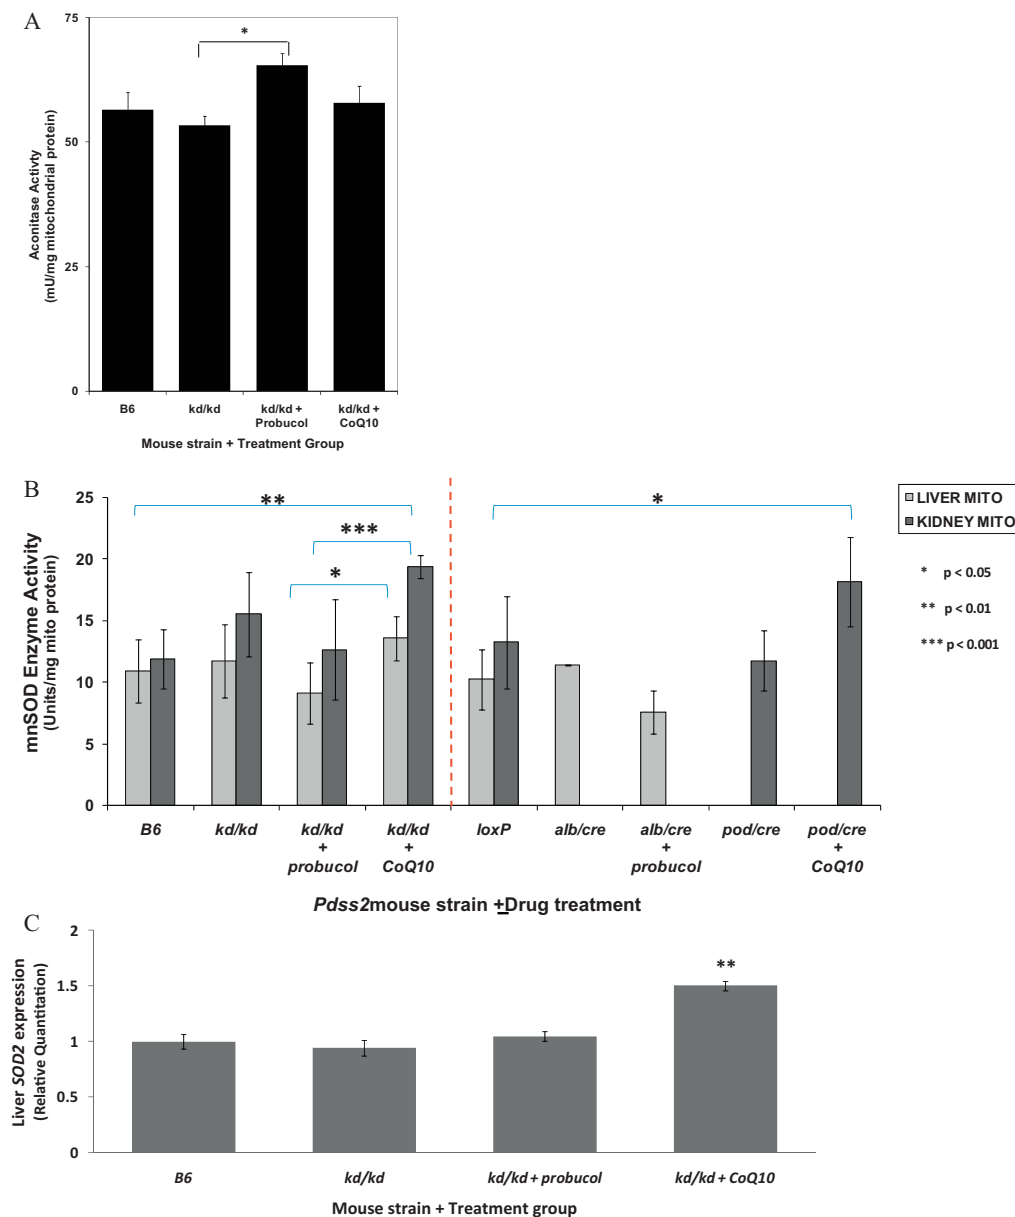 A
75
50
25
0
Aconitase Activty
(mU/mg mitochondrial protein)
*
B6
kd/kd
kd/kd +
Probucol
kd/kd +
CoQ10
Mouse strain + Treatment Group
B
25
20
15
10
5
0
mnSOD Enzyme Activity
(Units/mg mito protein)
**
***
*
*
LIVER MITO
KIDNEY MITO
* p < 0.05
** p < 0.01
*** p < 0.001
B6
kd/kd
kd/kd
+
probucol
kd/kd
+
CoQ10
loxP
alb/cre
alb/cre
+
probucol
pod/cre
pod/cre
+
CoQ10
Pdss2mouse strain ±Drug treatment
C
2
1.5
1
0.5
0
Liver SOD2 expression
(Relative Quantitation)
**
B6
kd/kd
kd/kd + probucol
kd/kd + CoQ10
Mouse strain + Treatment group